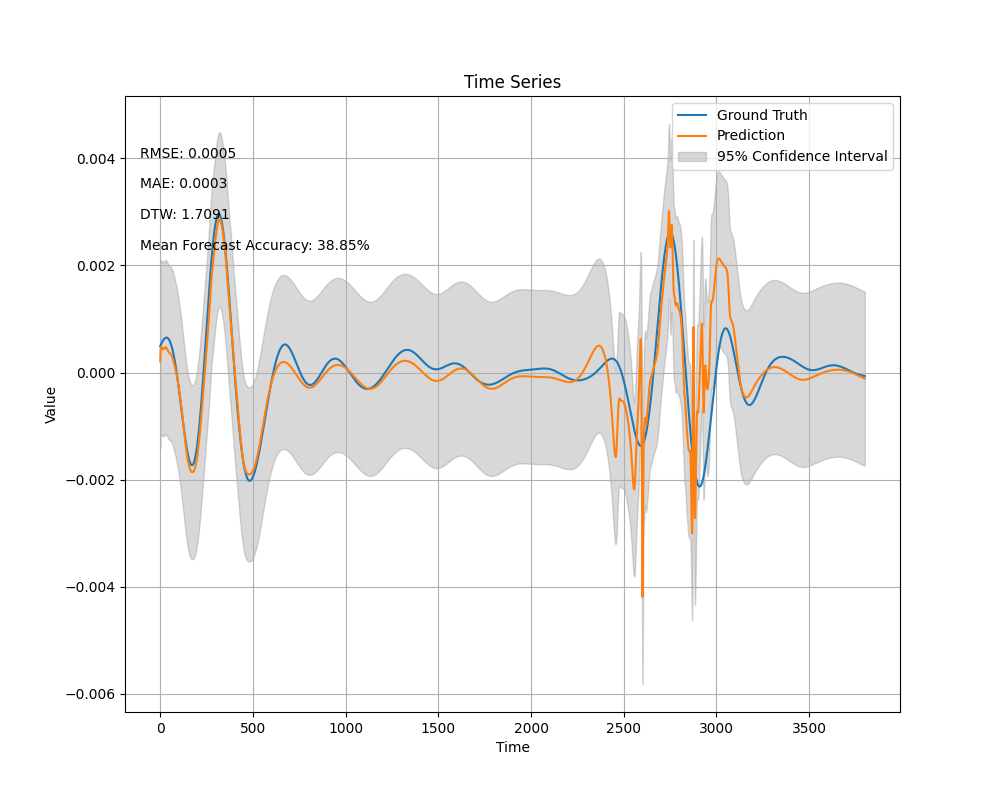 Time Series
Ground Truth
Prediction
95% Confidence Interval
RMSE: 0.0005
MAE: 0.0003
DTW: 1.7091
Mean Forecast Accuracy: 38.85%
Value
0.004
0.002
0.000
−0.002
−0.004
−0.006
0 500 1000 1500 2000 2500 3000 3500
Time